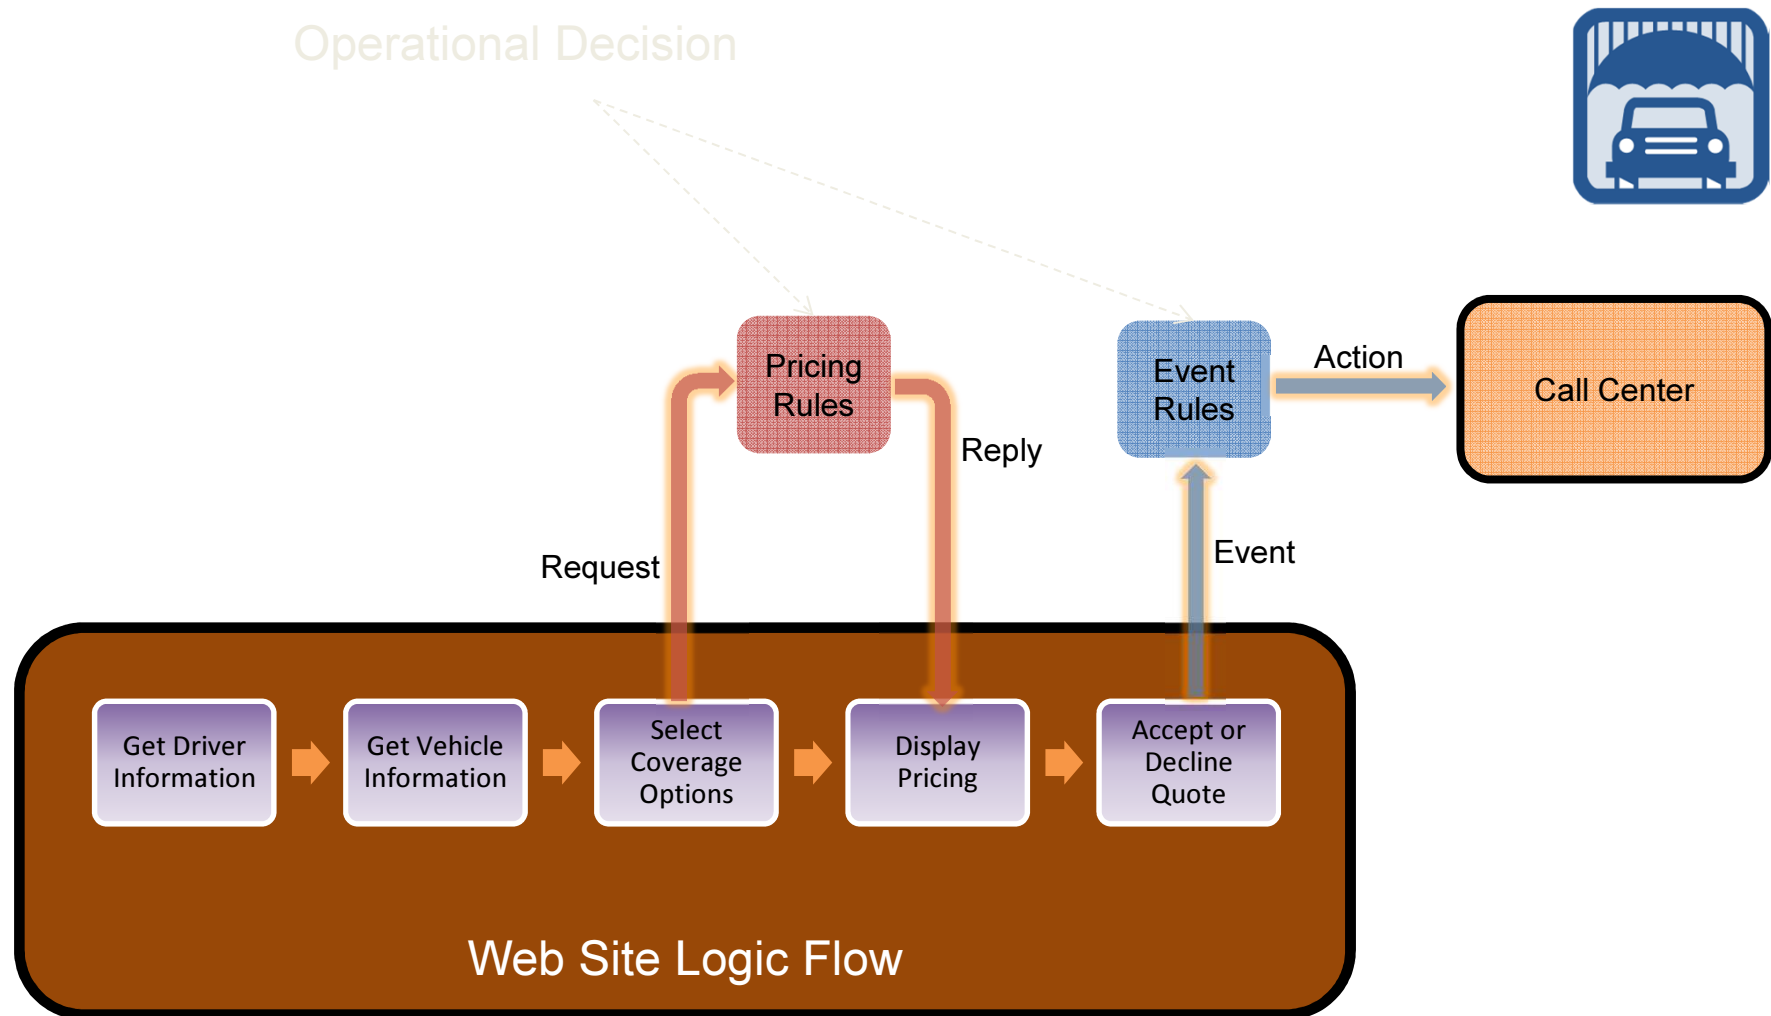 Operational Decision
Pricing
Rules
Event
Rules
Action
Call Center
Reply
Request
Event
Get Driver
Information
Get Vehicle
Information
Select
Coverage
Options
Display
Pricing
Accept or
Decline
Quote
Web Site Logic Flow